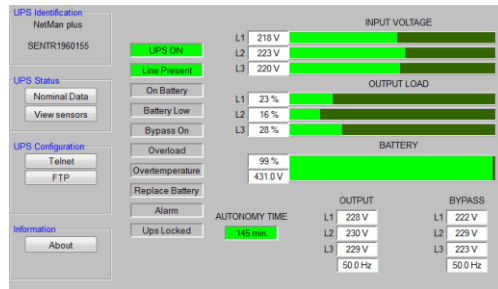 UPS Identification
NetMan plus
SENTR1960155
UPS Status
Nominal Data
View sensors
UPS Configuration
Telnet
FTP
Information
About
UPS ON
Line Present
On Battery
Battery Low
Bypass On
Overload
Overtemperature
Replace Battery
Alarm
Ups Locked
INPUT VOLTAGE
L1 218 V
L2 223 V
L3 220 V
OUTPUT LOAD
L1 23 %
L2 16 %
L3 28 %
BATTERY
99 %
431.0 V
AUTONOMY TIME
145 min.
OUTPUT
L1 228 V
L2 230 V
L3 229 V
50.0 Hz
BYPASS
L1 222 V
L2 229 V
L3 223 V
50.0 Hz